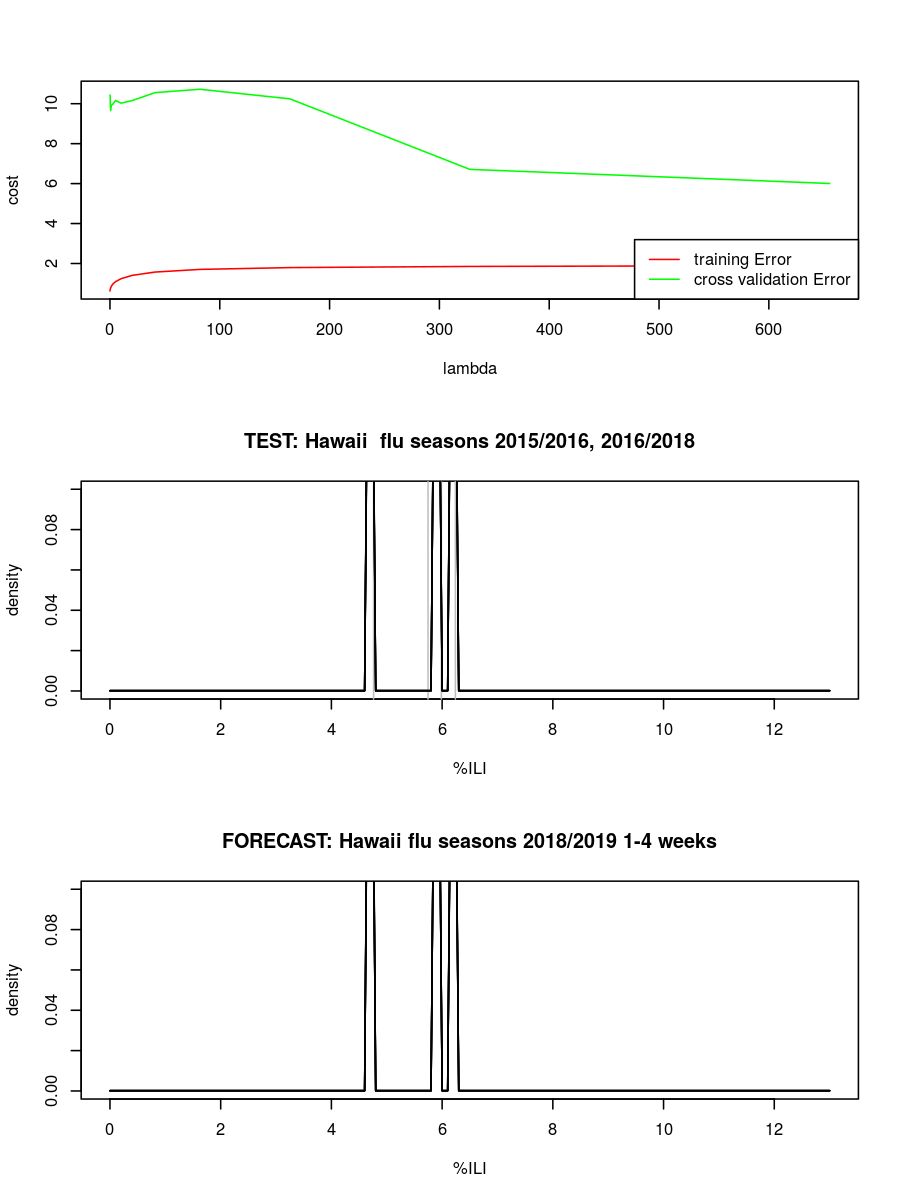 10
8
6
4
2
cost
training Error
cross validation Error
0 100 200 300 400 500 600
lambda
TEST: Hawaii  flu seasons 2015/2016, 2016/2018
0.08
0.04
0.00
density
0 2 4 6 8 10 12
%ILI
FORECAST: Hawaii flu seasons 2018/2019 1-4 weeks
0.08
0.04
0.00
density
0 2 4 6 8 10 12
%ILI